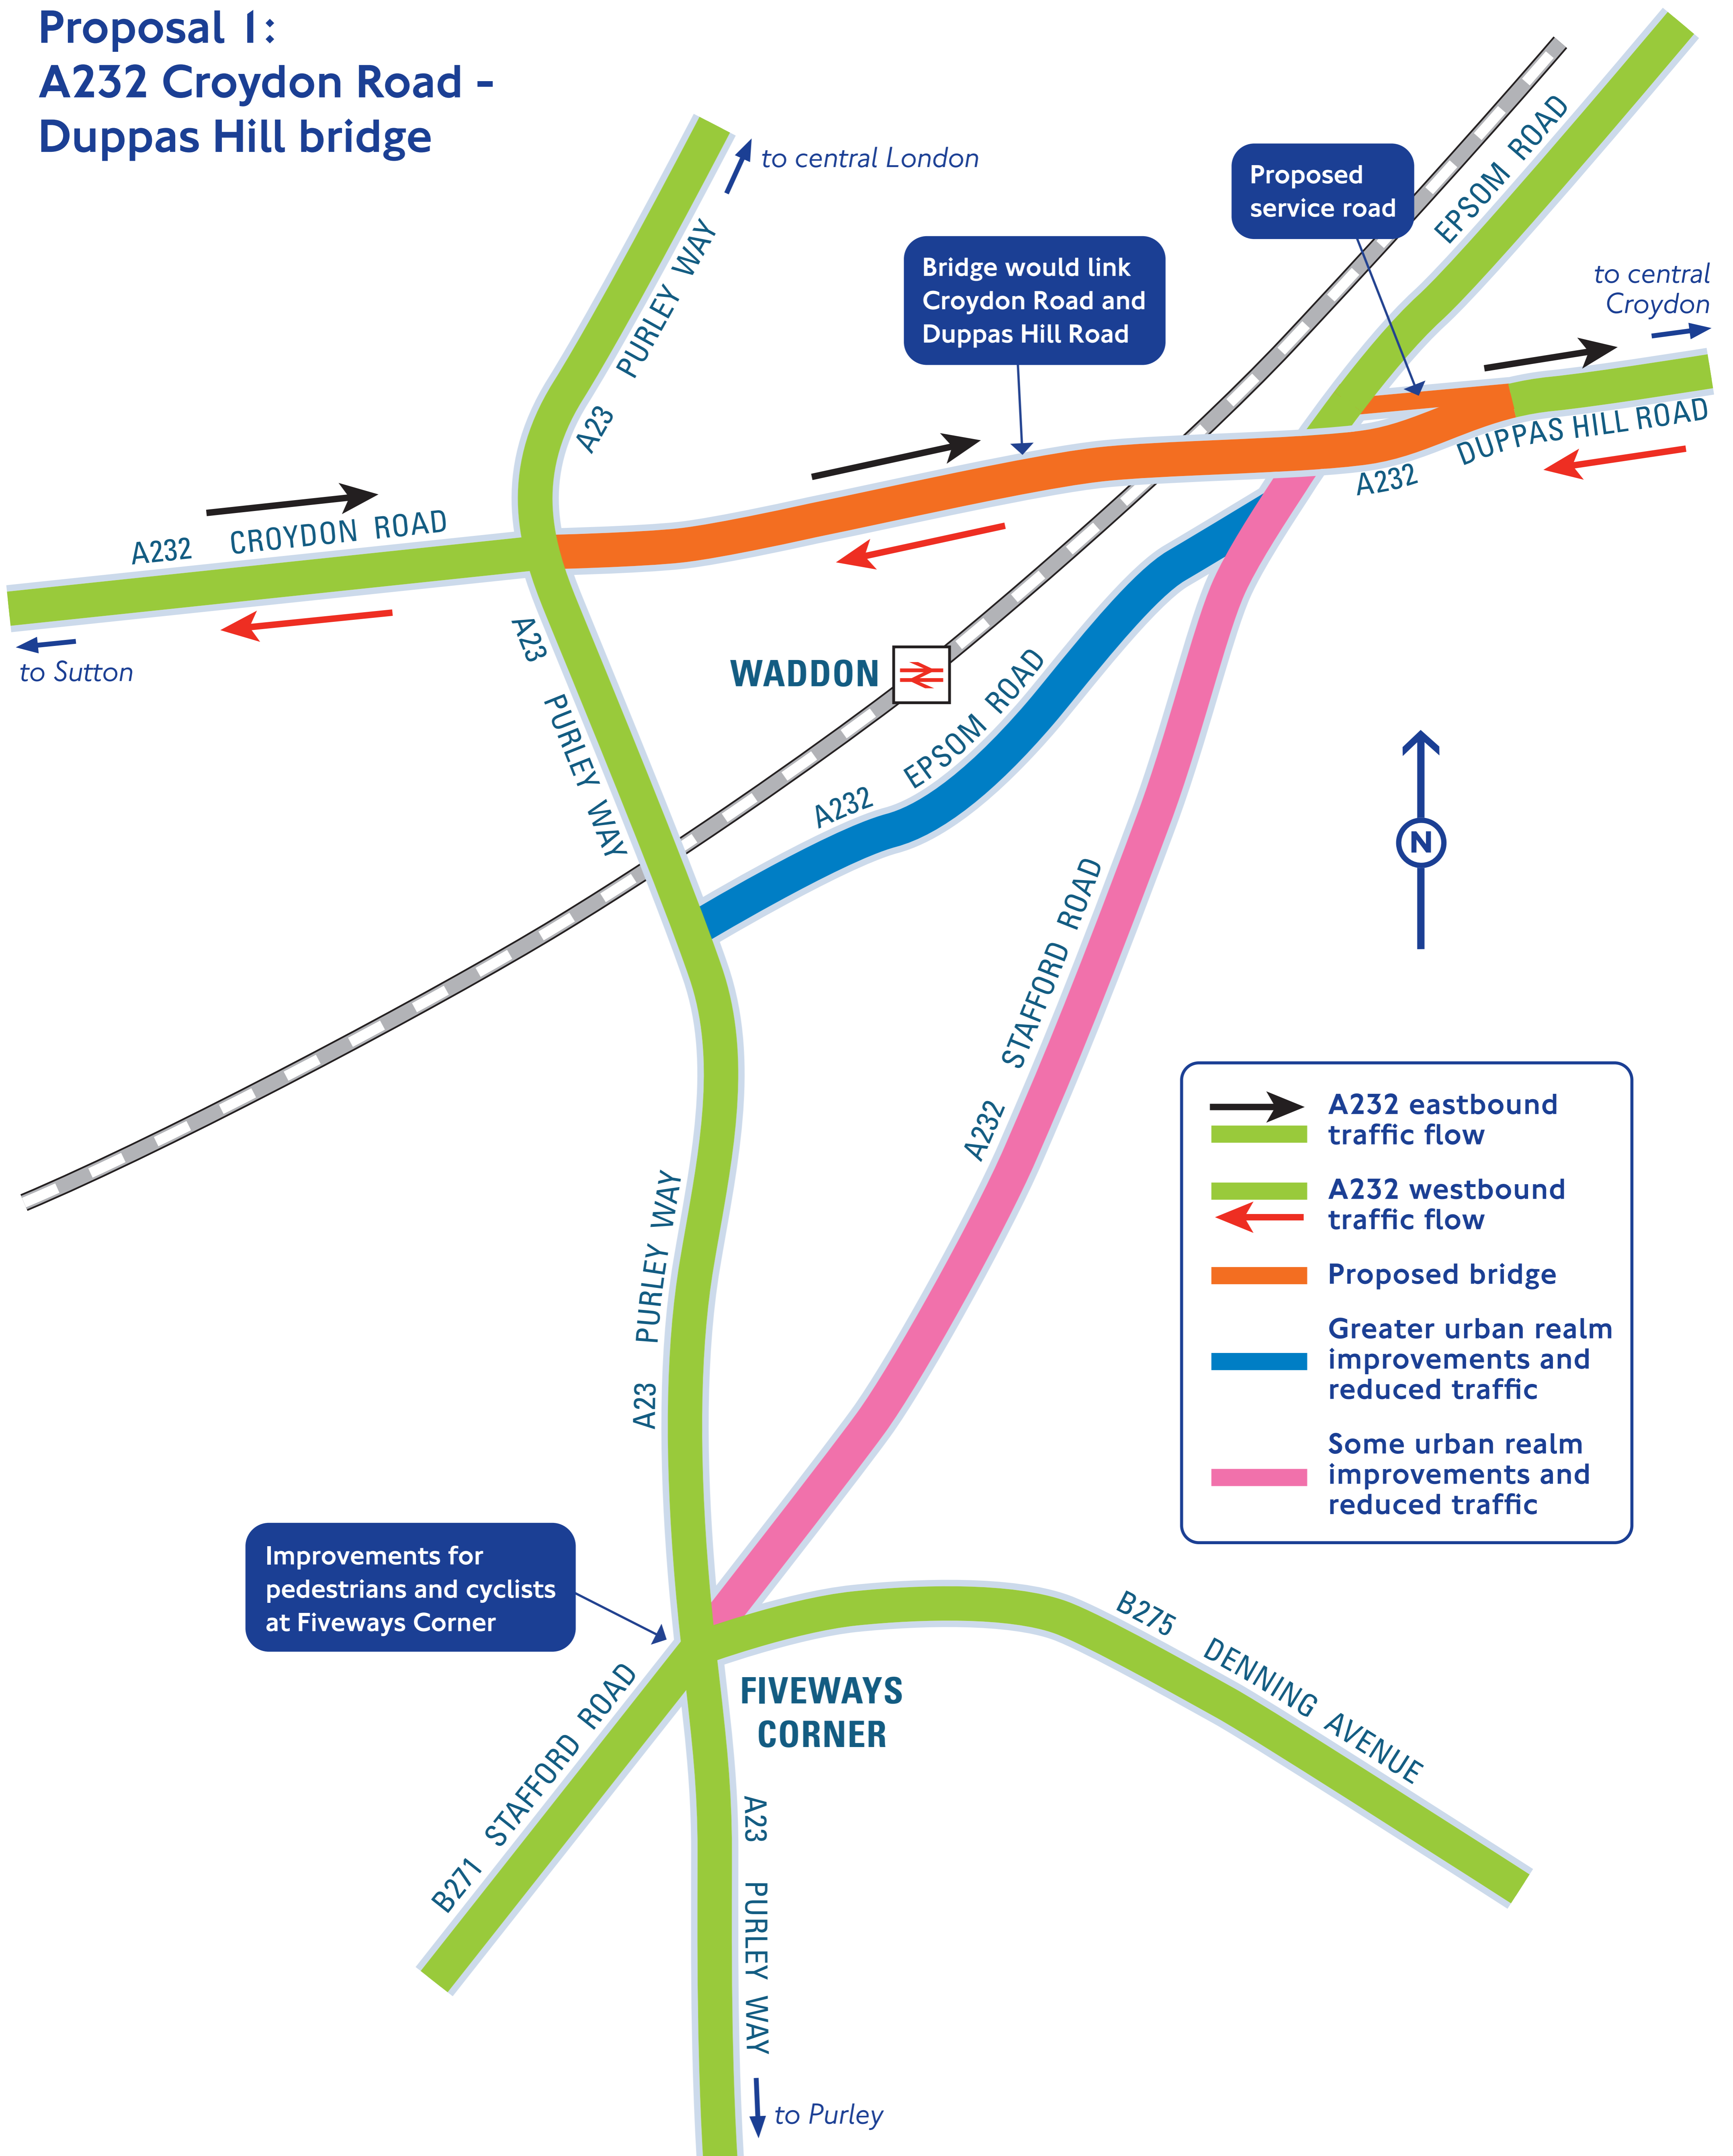 Proposal 1:
A232 Croydon Road -
Duppas Hill bridge
to central London
Proposed
service road
EPSOM ROAD
Bridge would link
Croydon Road and
Duppas Hill Road
to central
Croydon
A23 PURLEY WAY
DUPPAS HILL ROAD
A232
A232 CROYDON ROAD
to Sutton
A23 PURLEY WAY
WADDON
A232 EPSOM ROAD
N
A232 STAFFORD ROAD
A232 eastbound
traffic flow
A232 westbound
traffic flow
Proposed bridge
Greater urban realm
improvements and
reduced traffic
Some urban realm
improvements and
reduced traffic
A23 PURLEY WAY
Improvements for
pedestrians and cyclists
at Fiveways Corner
B275 DENNING AVENUE
FIVEWAYS
CORNER
B271 STAFFORD ROAD
A23 PURLEY WAY
to Purley